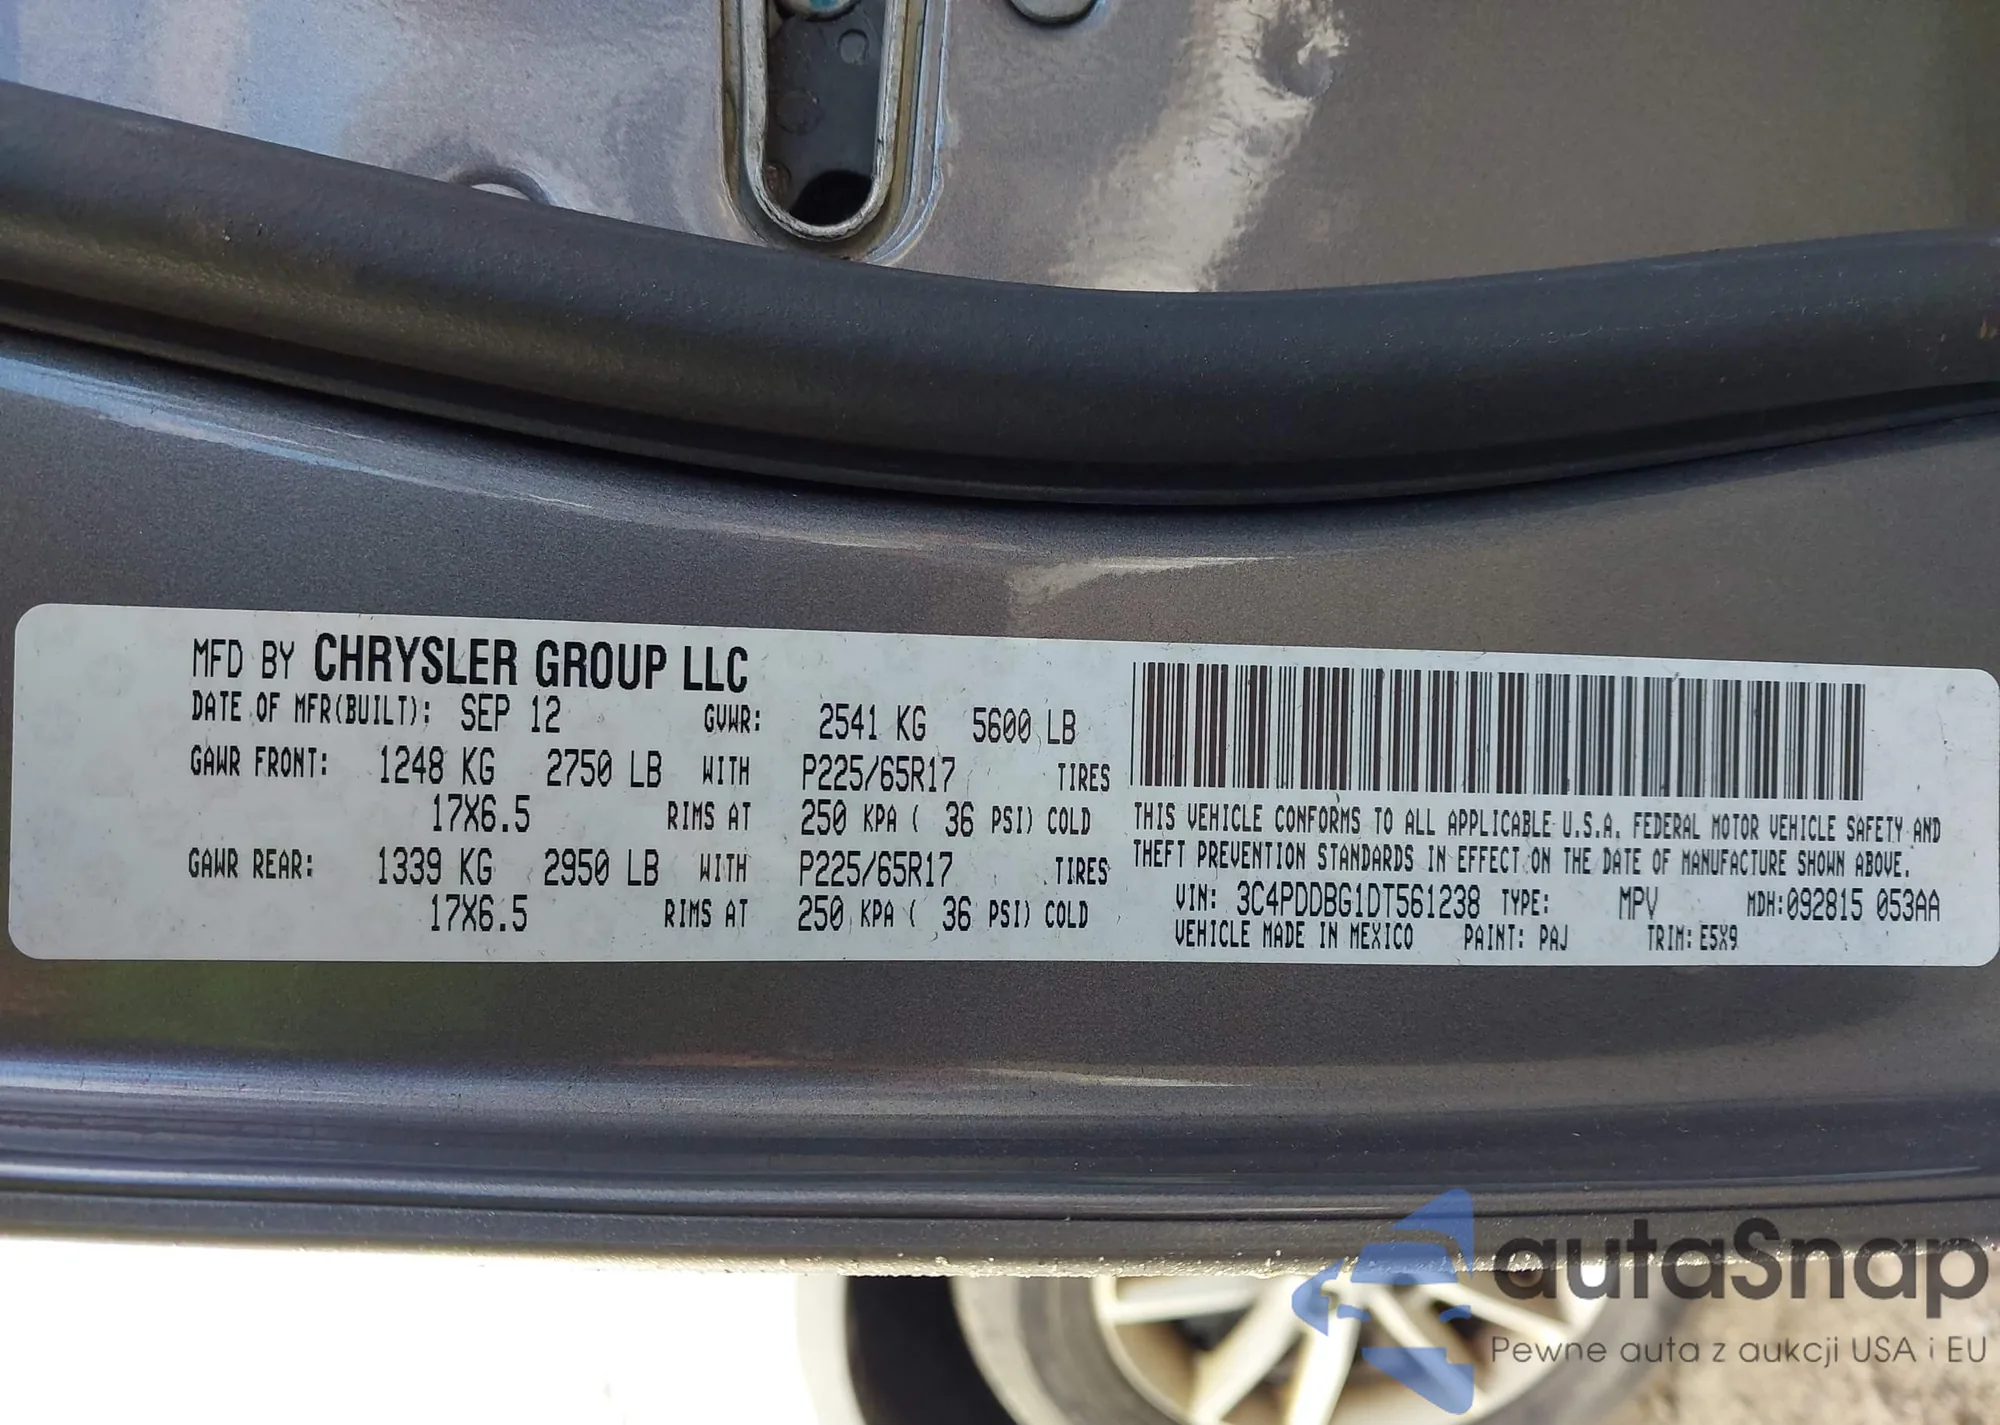 MFD BY CHRYSLER GROUP LLC
DATE OF MFR(BUILT): SEP 12 GVWR: 2541 KG 5600 LB
GAWR FRONT: 1248 KG 2750 LB WITH P225/65R17 TIRES
17X6.5 RIMS AT 250 KPA ( 36 PSI) COLD
GAWR REAR: 1339 KG 2950 LB WITH P225/65R17 TIRES
17X6.5 RIMS AT 250 KPA ( 36 PSI) COLD
THIS VEHICLE CONFORMS TO ALL APPLICABLE U.S.A. FEDERAL MOTOR VEHICLE SAFETY AND
THEFT PREVENTION STANDARDS IN EFFECT ON THE DATE OF MANUFACTURE SHOWN ABOVE.
VIN: 3C4PDDBG1DT561238 TYPE: MPV MDH:092815 053AA
VEHICLE MADE IN MEXICO PAINT: PAJ TRIM: E5X9
autaSnap
Pewne auta z aukcji USA i EU